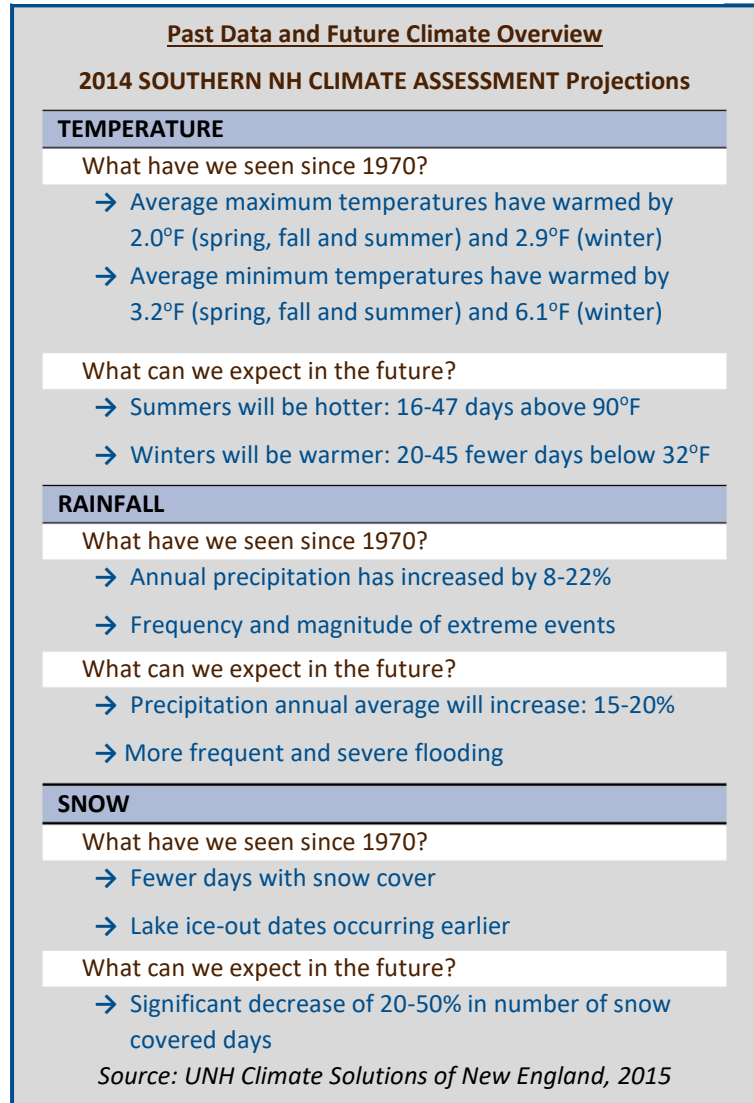 Past Data and Future Climate Overview
2014 SOUTHERN NH CLIMATE ASSESSMENT Projections
TEMPERATURE
What have we seen since 1970?
→ Average maximum temperatures have warmed by
2.0°F (spring, fall and summer) and 2.9°F (winter)
→ Average minimum temperatures have warmed by
3.2°F (spring, fall and summer) and 6.1°F (winter)
What can we expect in the future?
→ Summers will be hotter: 16-47 days above 90°F
→ Winters will be warmer: 20-45 fewer days below 32°F
RAINFALL
What have we seen since 1970?
→ Annual precipitation has increased by 8-22%
→ Frequency and magnitude of extreme events
What can we expect in the future?
→ Precipitation annual average will increase: 15-20%
→ More frequent and severe flooding
SNOW
What have we seen since 1970?
→ Fewer days with snow cover
→ Lake ice-out dates occurring earlier
What can we expect in the future?
→ Significant decrease of 20-50% in number of snow
covered days
Source: UNH Climate Solutions of New England, 2015